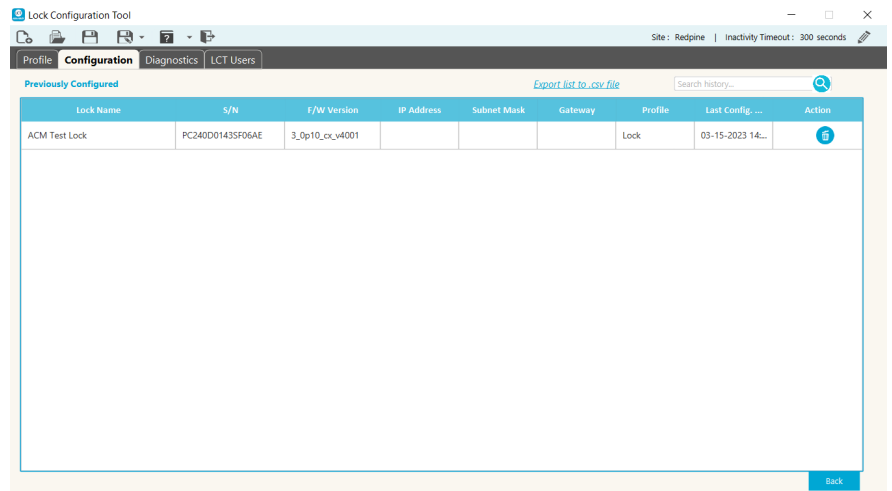 Lock Configuration Tool
Site : Redpine | Inactivity Timeout : 300 seconds
Profile Configuration Diagnostics LCT Users
Previously Configured Export list to .csv file Search history...
Lock Name S/N F/W Version IP Address Subnet Mask Gateway Profile Last Config. ... Action
ACM Test Lock PC240D0143SF06AE 3_0p10_cx_v4001 Lock 03-15-2023 14:...
Back